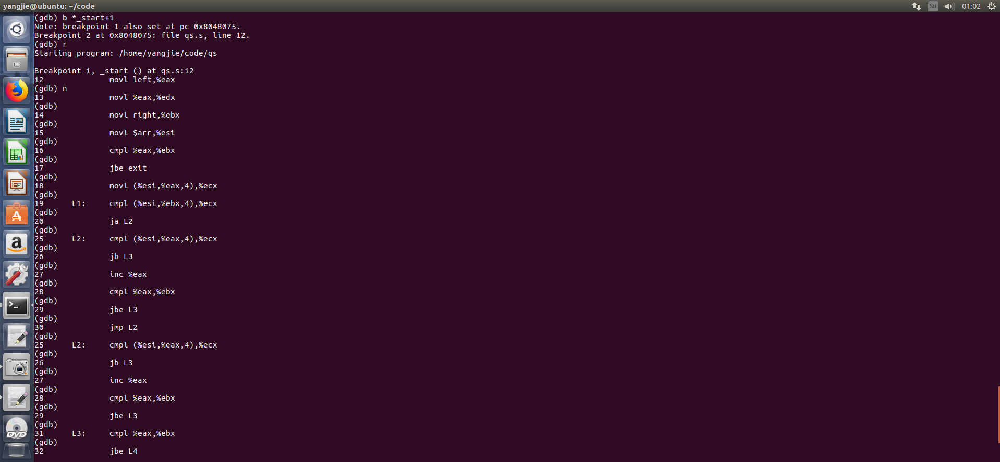 yangjie@ubuntu: ~/code
Su
01:02
(gdb) b *_start+1
Note: breakpoint 1 also set at pc 0x8048075.
Breakpoint 2 at 0x8048075: file qs.s, line 12.
(gdb) r
Starting program: /home/yangjie/code/qs
Breakpoint 1, _start () at qs.s:12
12 movl left,%eax
(gdb) n
13 movl %eax,%edx
(gdb)
14 movl right,%ebx
(gdb)
15 movl $arr,%esi
(gdb)
16 cmpl %eax,%ebx
(gdb)
17 jbe exit
(gdb)
18 movl (%esi,%eax,4),%ecx
(gdb)
19 L1: cmpl (%esi,%ebx,4),%ecx
(gdb)
20 ja L2
(gdb)
25 L2: cmpl (%esi,%eax,4),%ecx
(gdb)
26 jb L3
(gdb)
27 inc %eax
(gdb)
28 cmpl %eax,%ebx
(gdb)
29 jbe L3
(gdb)
30 jmp L2
(gdb)
25 L2: cmpl (%esi,%eax,4),%ecx
(gdb)
26 jb L3
(gdb)
27 inc %eax
(gdb)
28 cmpl %eax,%ebx
(gdb)
29 jbe L3
(gdb)
31 L3: cmpl %eax,%ebx
(gdb)
32 jbe L4
A
a
>_
DVD